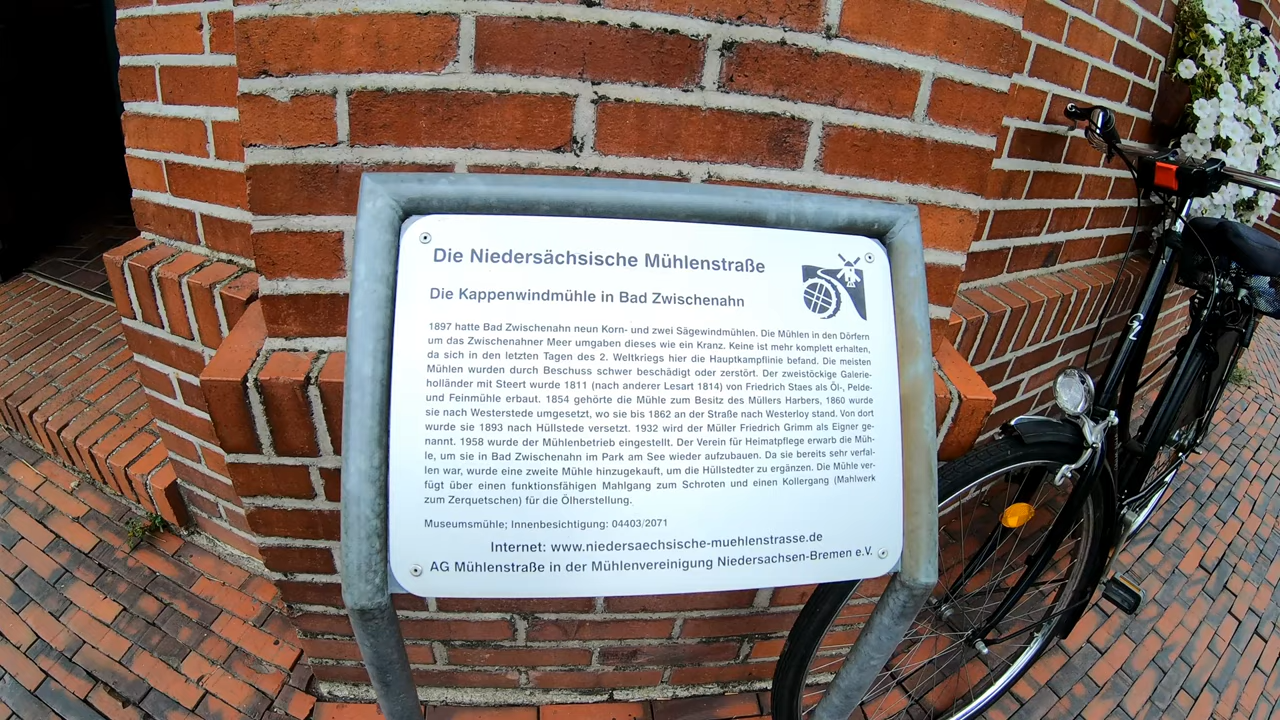 Die Niedersächsische Mühlenstraße
Die Kappenwindmühle in Bad Zwischenahn
1897 hatte Bad Zwischenahn neun Korn- und zwei Sägewindmühlen. Die Mühlen in den Dörfern
um das Zwischenahner Meer umgaben dieses wie ein Kranz. Keine ist mehr komplett erhalten,
da sich in den letzten Tagen des 2. Weltkriegs hier die Hauptkampflinie befand. Die meisten
Mühlen wurden durch Beschuss schwer beschädigt oder zerstört. Der zweistöckige Galerie-
holländer mit Steert wurde 1811 (nach anderer Lesart 1814) von Friedrich Staes als Öl-, Pelde-
und Feinmühle erbaut. 1854 gehörte die Mühle zum Besitz des Müllers Harbers, 1860 wurde
sie nach Westerstede umgesetzt, wo sie bis 1862 an der Straße nach Westerloy stand. Von dort
wurde sie 1893 nach Hüllstede versetzt. 1932 wird der Müller Friedrich Grimm als Eigner ge-
nannt. 1958 wurde der Mühlenbetrieb eingestellt. Der Verein für Heimatpflege erwarb die Müh-
le, um sie in Bad Zwischenahn im Park am See wieder aufzubauen. Da sie bereits sehr verfal-
len war, wurde eine zweite Mühle hinzugekauft, um die Hüllstedter zu ergänzen. Die Mühle ver-
fügt über einen funktionsfähigen Mahlgang zum Schroten und einen Kollergang (Mahlwerk
zum Zerquetschen) für die Ölherstellung.
Museumsmühle; Innenbesichtigung: 04403/2071
Internet: www.niedersaechsische-muehlenstrasse.de
AG Mühlenstraße in der Mühlenvereinigung Niedersachsen-Bremen e.V.